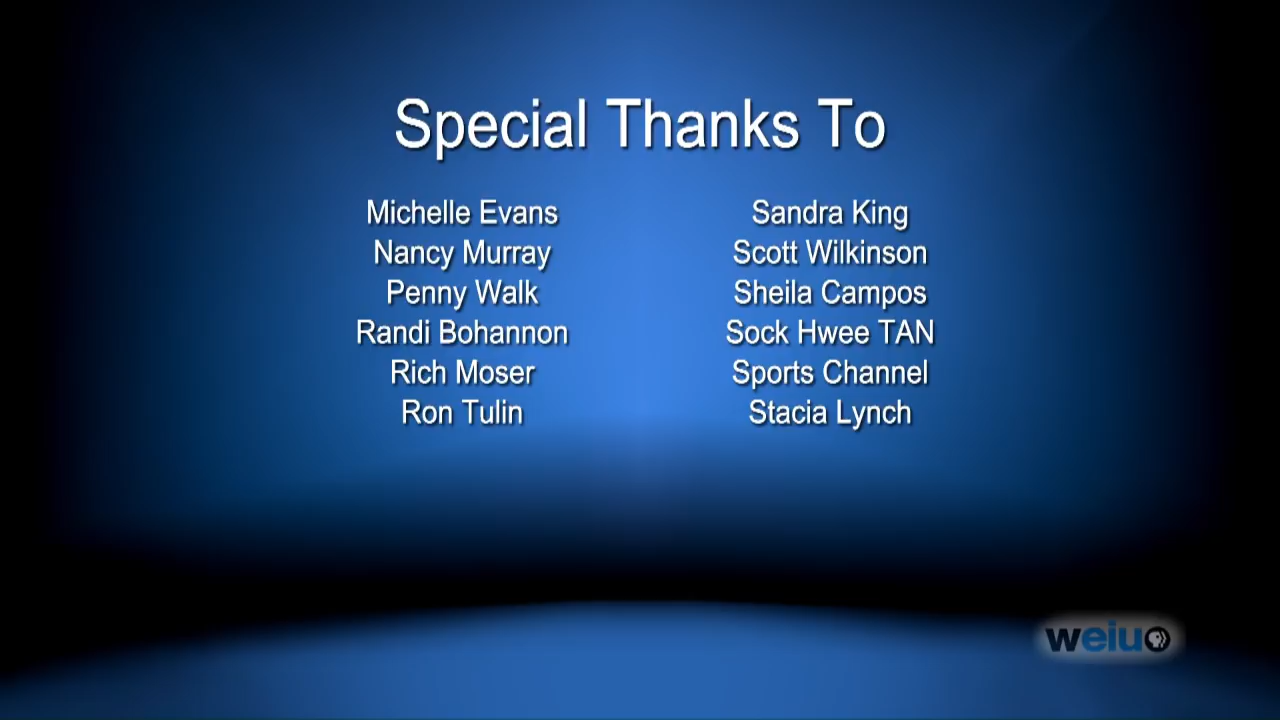 Special Thanks To
Michelle Evans
Nancy Murray
Penny Walk
Randi Bohannon
Rich Moser
Ron Tulin
Sandra King
Scott Wilkinson
Sheila Campos
Sock Hwee TAN
Sports Channel
Stacia Lynch
weiu